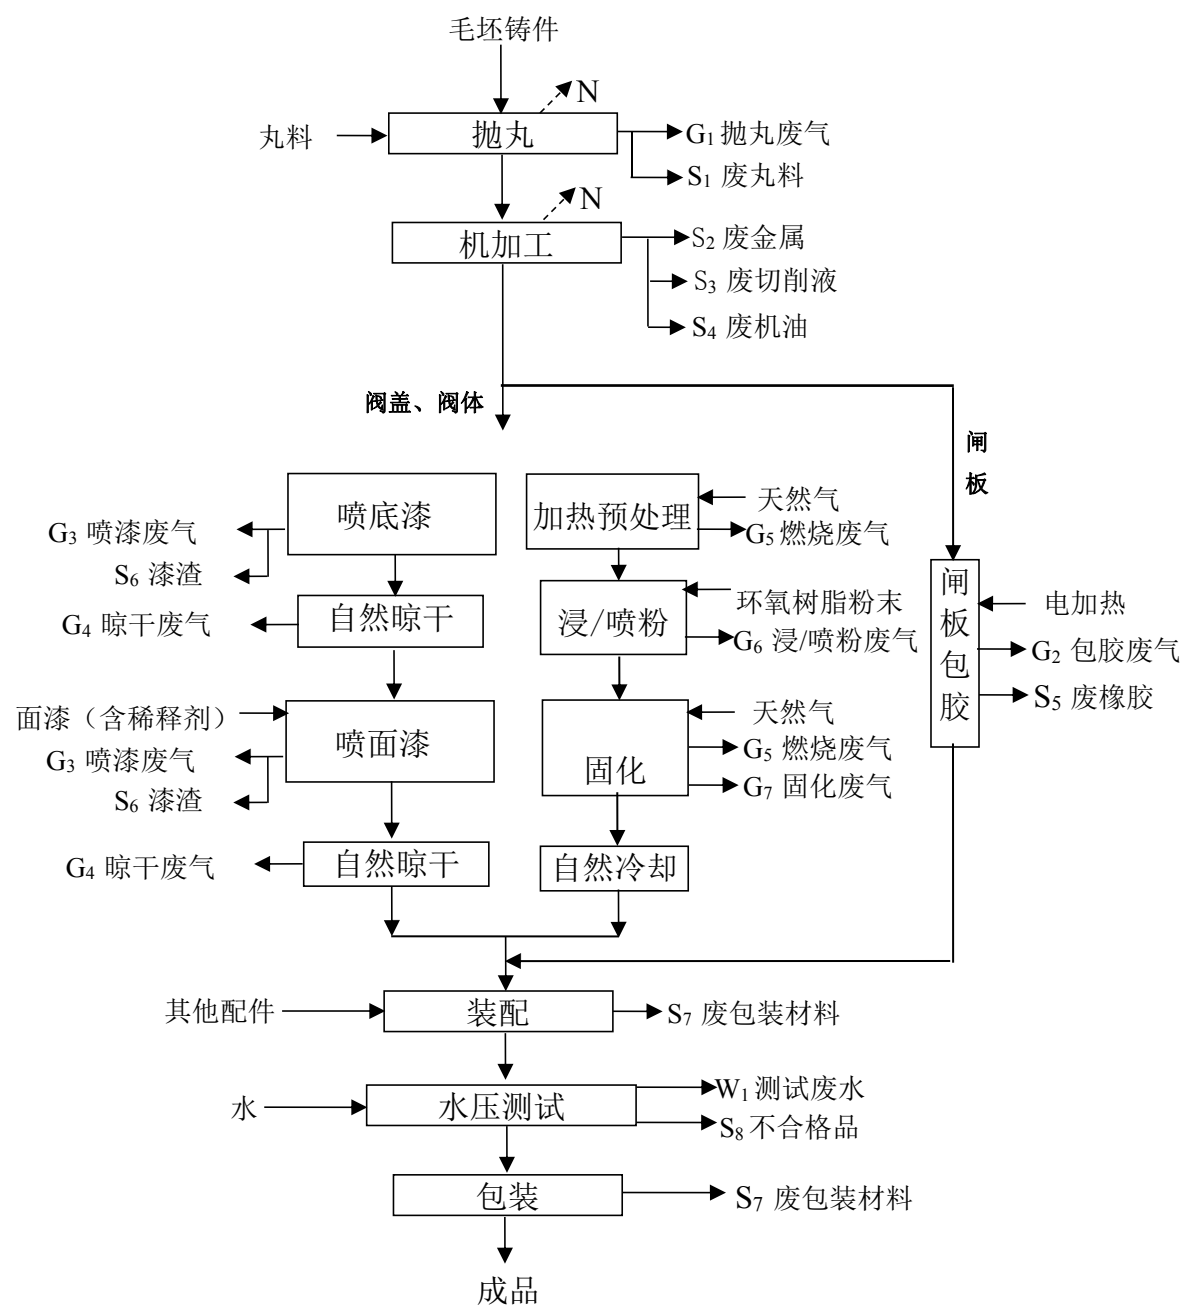 毛坯铸件
N
丸料
抛丸
G₁ 抛丸废气
S₁ 废丸料
N
机加工
S₂ 废金属
S₃ 废切削液
S₄ 废机油
阀盖、阀体
闸
板
喷底漆
G₃ 喷漆废气
S₆ 漆渣
自然晾干
G₄ 晾干废气
面漆（含稀释剂）
喷面漆
G₃ 喷漆废气
S₆ 漆渣
自然晾干
G₄ 晾干废气
加热预处理
天然气
G₅ 燃烧废气
浸/喷粉
环氧树脂粉末
G₆ 浸/喷粉废气
固化
天然气
G₅ 燃烧废气
G₇ 固化废气
自然冷却
闸
板
包
胶
电加热
G₂ 包胶废气
S₅ 废橡胶
其他配件
装配
S₇ 废包装材料
水
水压测试
W₁ 测试废水
S₈ 不合格品
包装
S₇ 废包装材料
成品